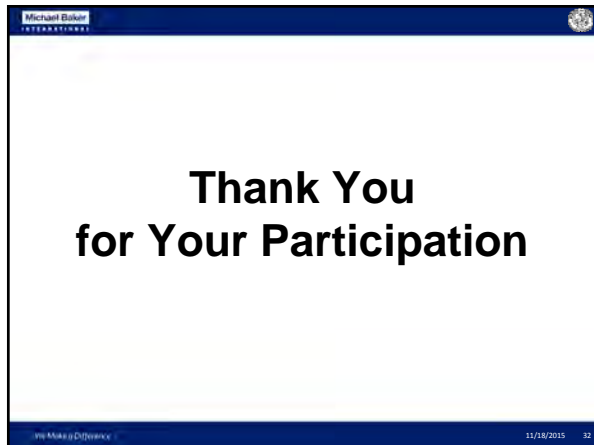 Michael Baker
INTERNATIONAL
Thank You
for Your Participation
We Make a Difference
11/18/2015 32